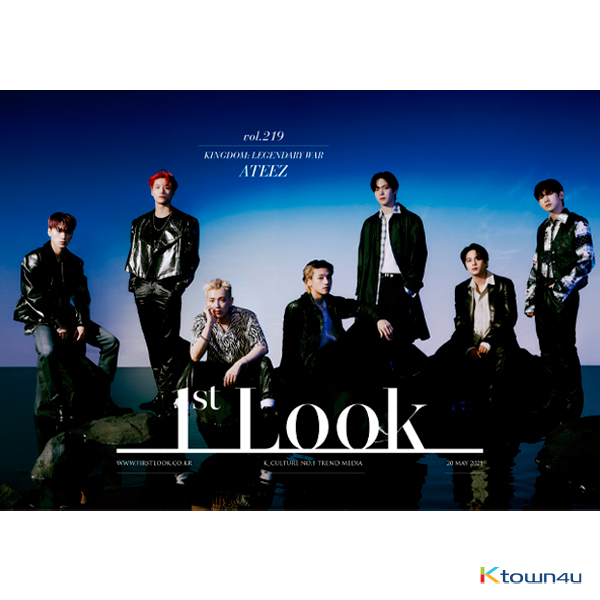 vol.219
KINGDOM: LEGENDARY WAR
ATEEZ
1st Look
WWW.FIRSTLOOK.CO.KR K_CULTURE NO.1 TREND MEDIA 20 MAY 2021
Ktown4u